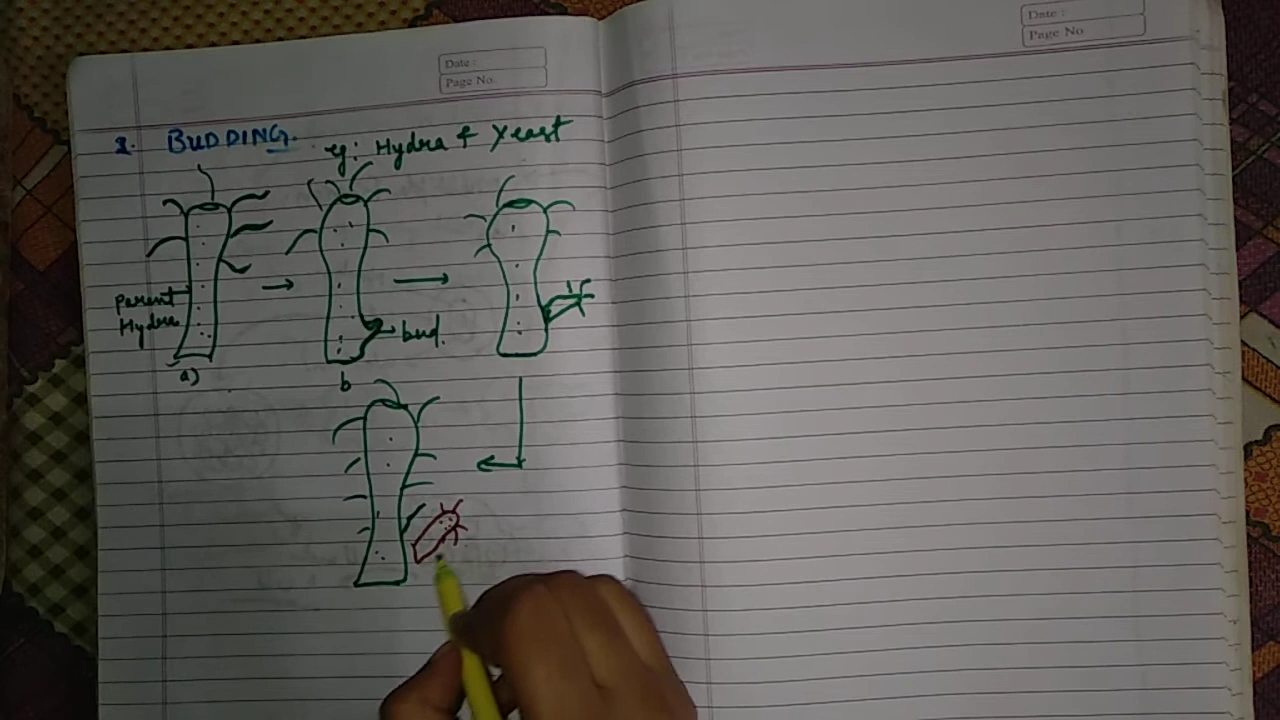 Date :
Page No.
Date :
Page No
2. BUDDING. eg: Hydra & Yeast
Parent
Hydra
bud.
a)
b